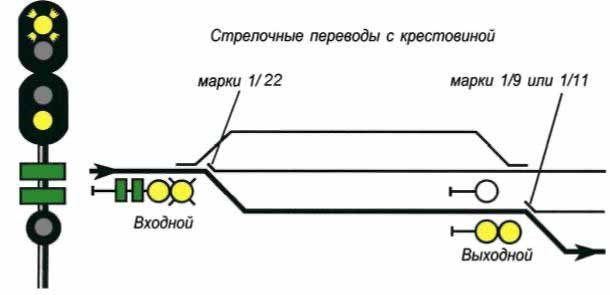 Стрелочные переводы с крестовиной
марки 1/22
марки 1/9 или 1/11
Входной
Выходной